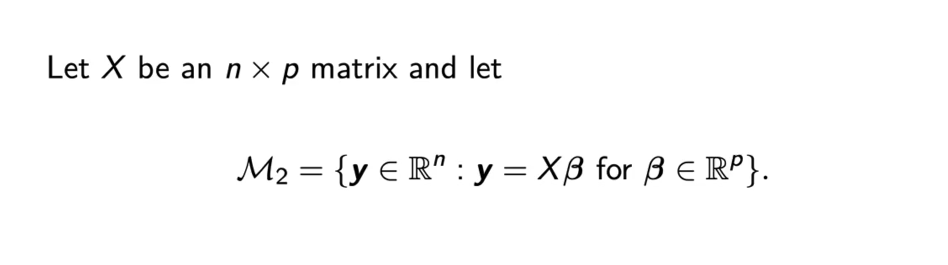 Let X be an n × p matrix and let
ℳ₂ = {y ∈ ℝⁿ : y = Xβ for β ∈ ℝᵖ}.